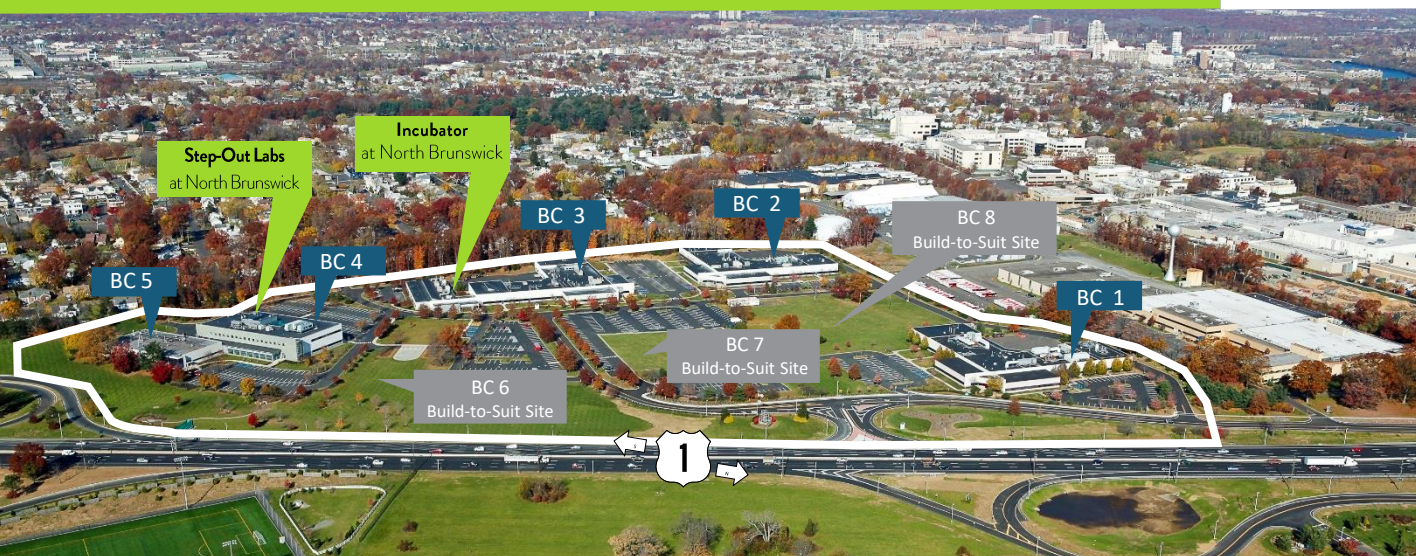 Step-Out Labs
at North Brunswick
Incubator
at North Brunswick
BC 3
BC 2
BC 8
Build-to-Suit Site
BC 5
BC 4
BC 1
BC 7
Build-to-Suit Site
BC 6
Build-to-Suit Site
S
1
N